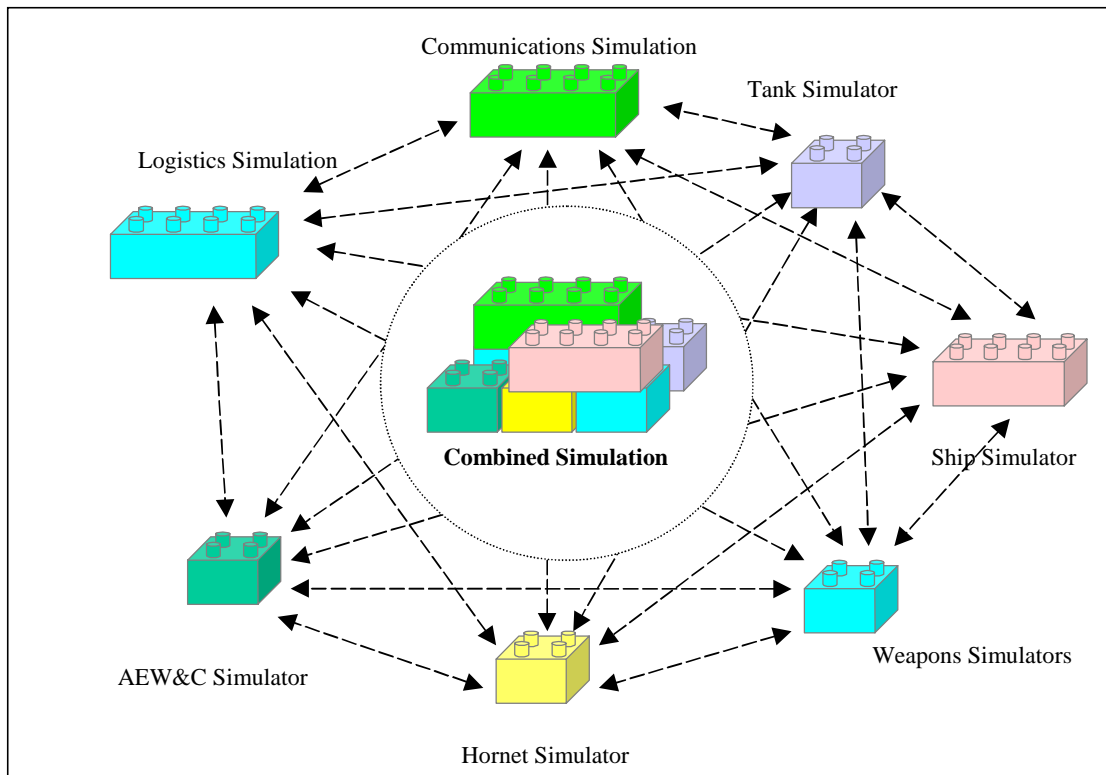 Communications Simulation
Tank Simulator
Logistics Simulation
Combined Simulation
Ship Simulator
Weapons Simulators
AEW&C Simulator
Hornet Simulator